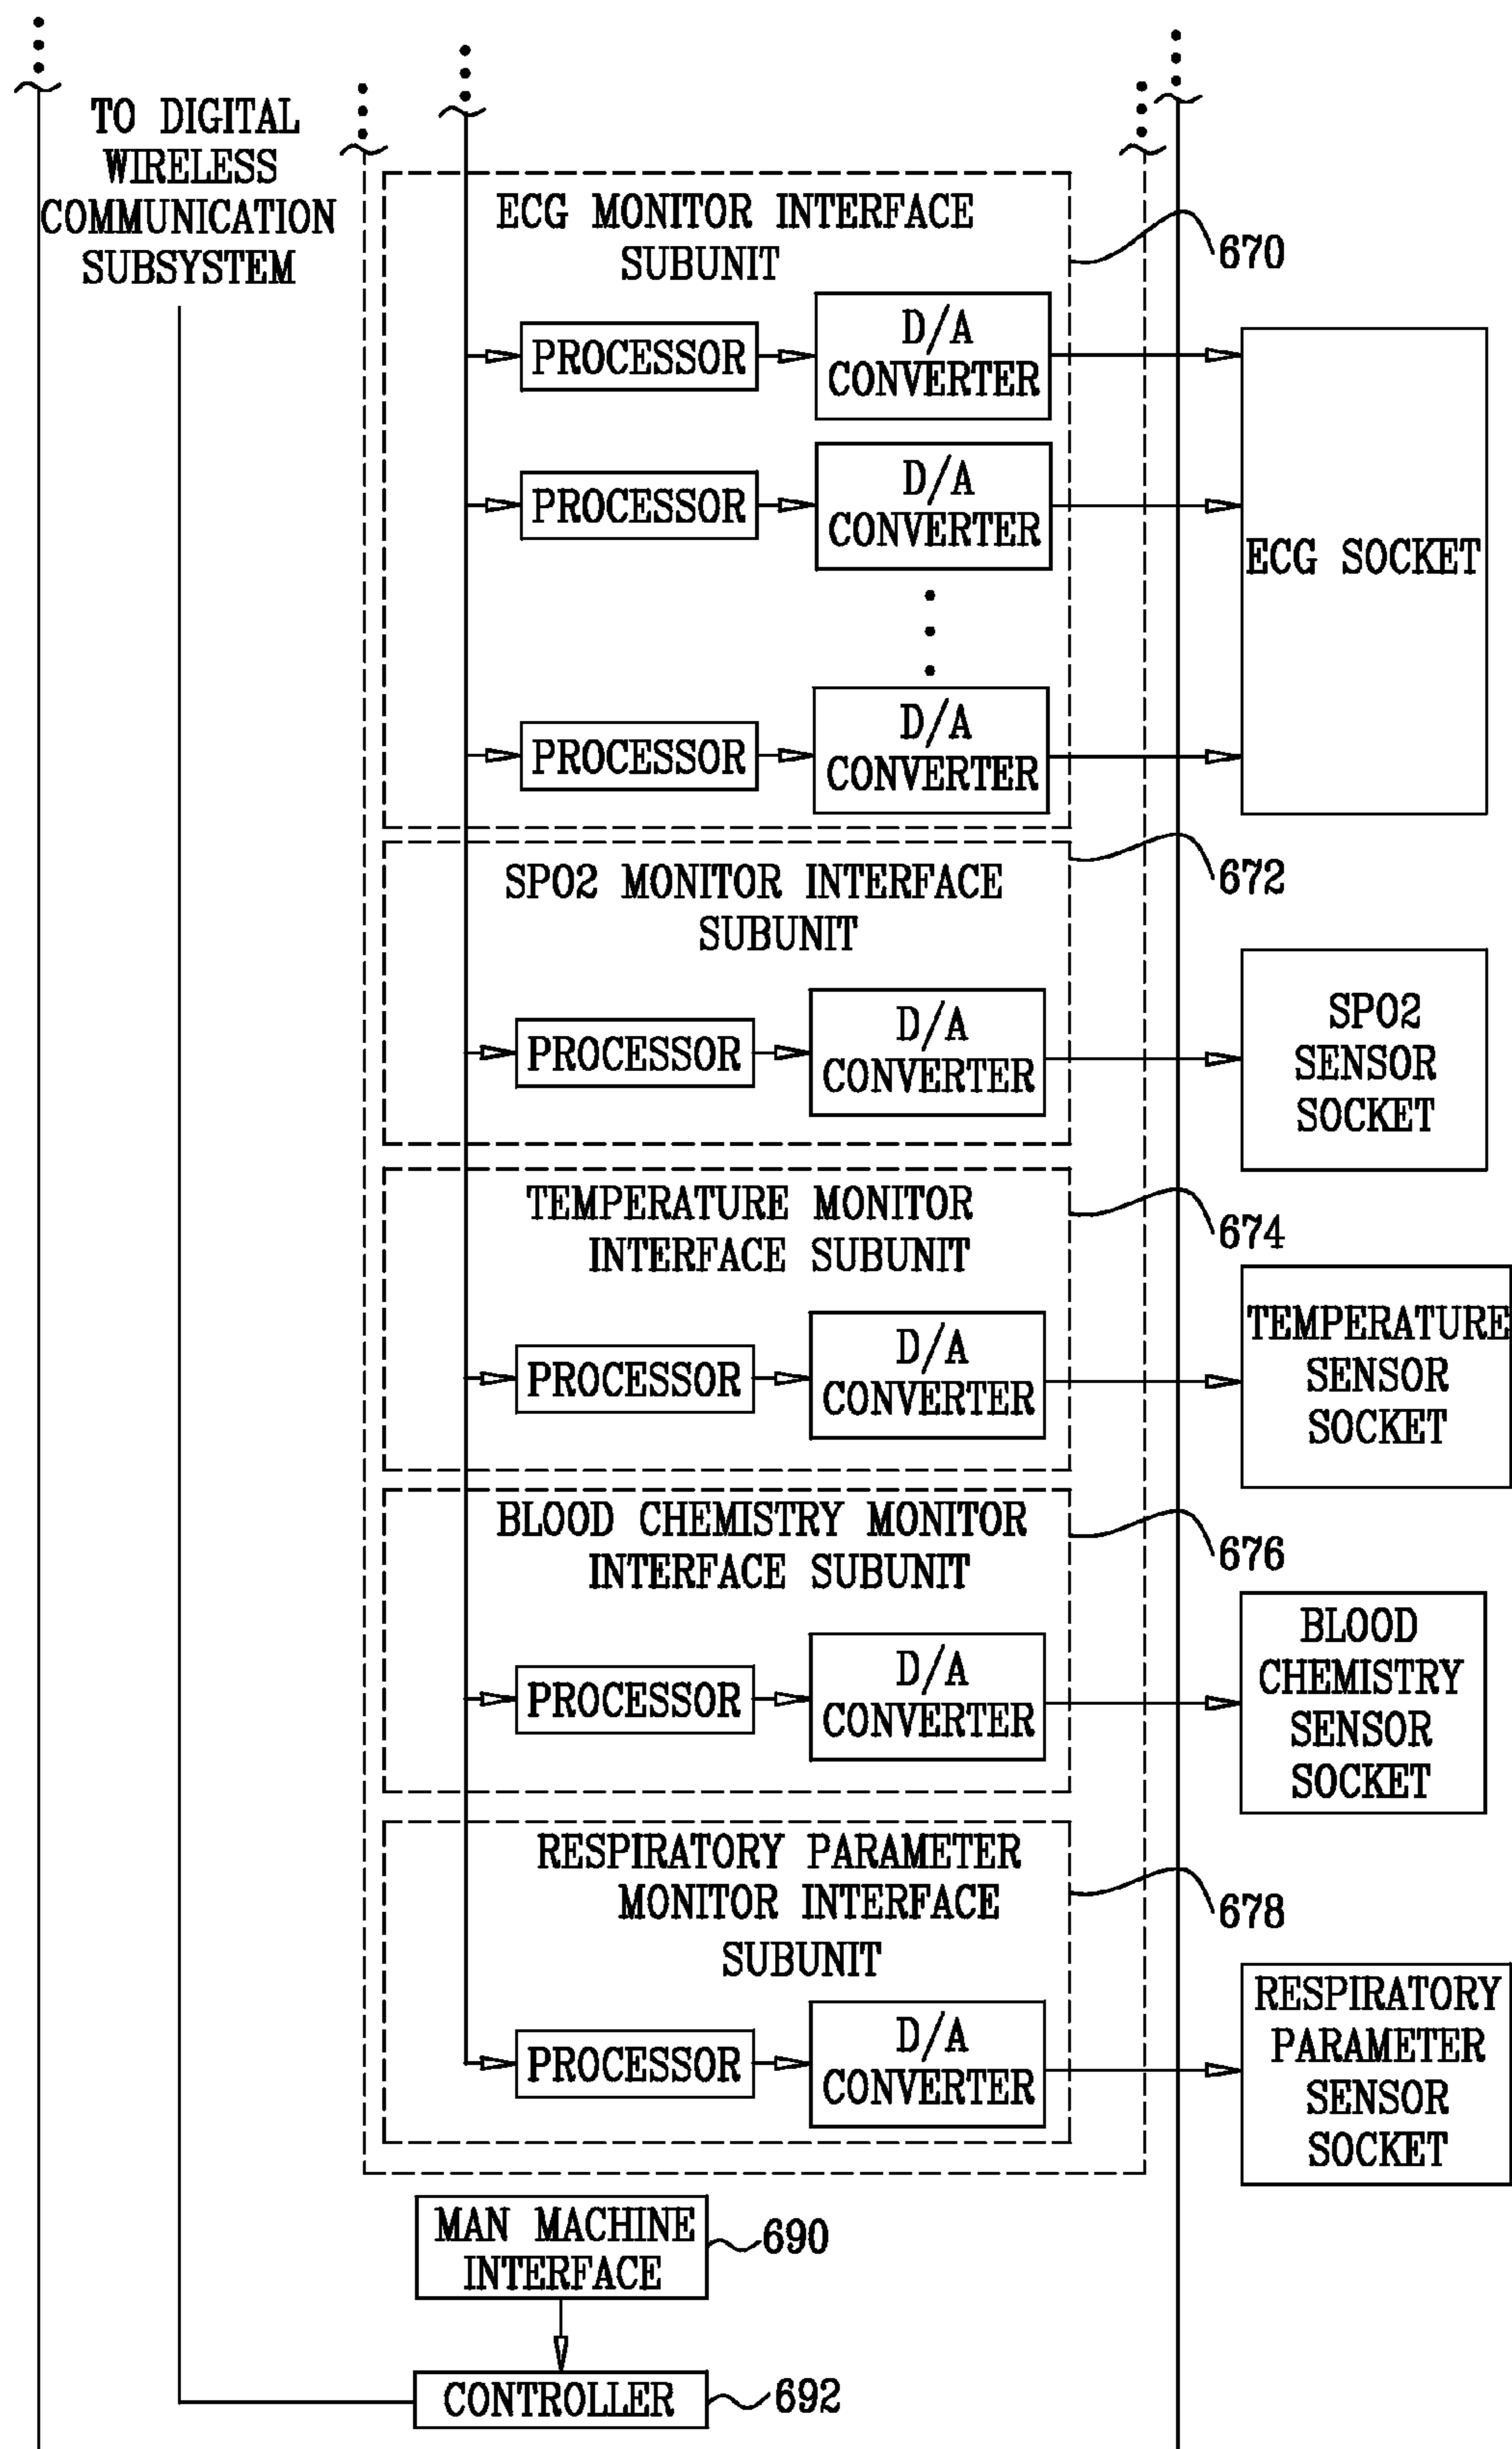 TO DIGITAL
WIRELESS
COMMUNICATION
SUBSYSTEM
ECG MONITOR INTERFACE
SUBUNIT
670
PROCESSOR
D/A
CONVERTER
PROCESSOR
D/A
CONVERTER
PROCESSOR
D/A
CONVERTER
ECG SOCKET
SPO2 MONITOR INTERFACE
SUBUNIT
672
PROCESSOR
D/A
CONVERTER
SPO2
SENSOR
SOCKET
TEMPERATURE MONITOR
INTERFACE SUBUNIT
674
PROCESSOR
D/A
CONVERTER
TEMPERATURE
SENSOR
SOCKET
BLOOD CHEMISTRY MONITOR
INTERFACE SUBUNIT
676
PROCESSOR
D/A
CONVERTER
BLOOD
CHEMISTRY
SENSOR
SOCKET
RESPIRATORY PARAMETER
MONITOR INTERFACE
SUBUNIT
678
PROCESSOR
D/A
CONVERTER
RESPIRATORY
PARAMETER
SENSOR
SOCKET
MAN MACHINE
INTERFACE
690
CONTROLLER
692